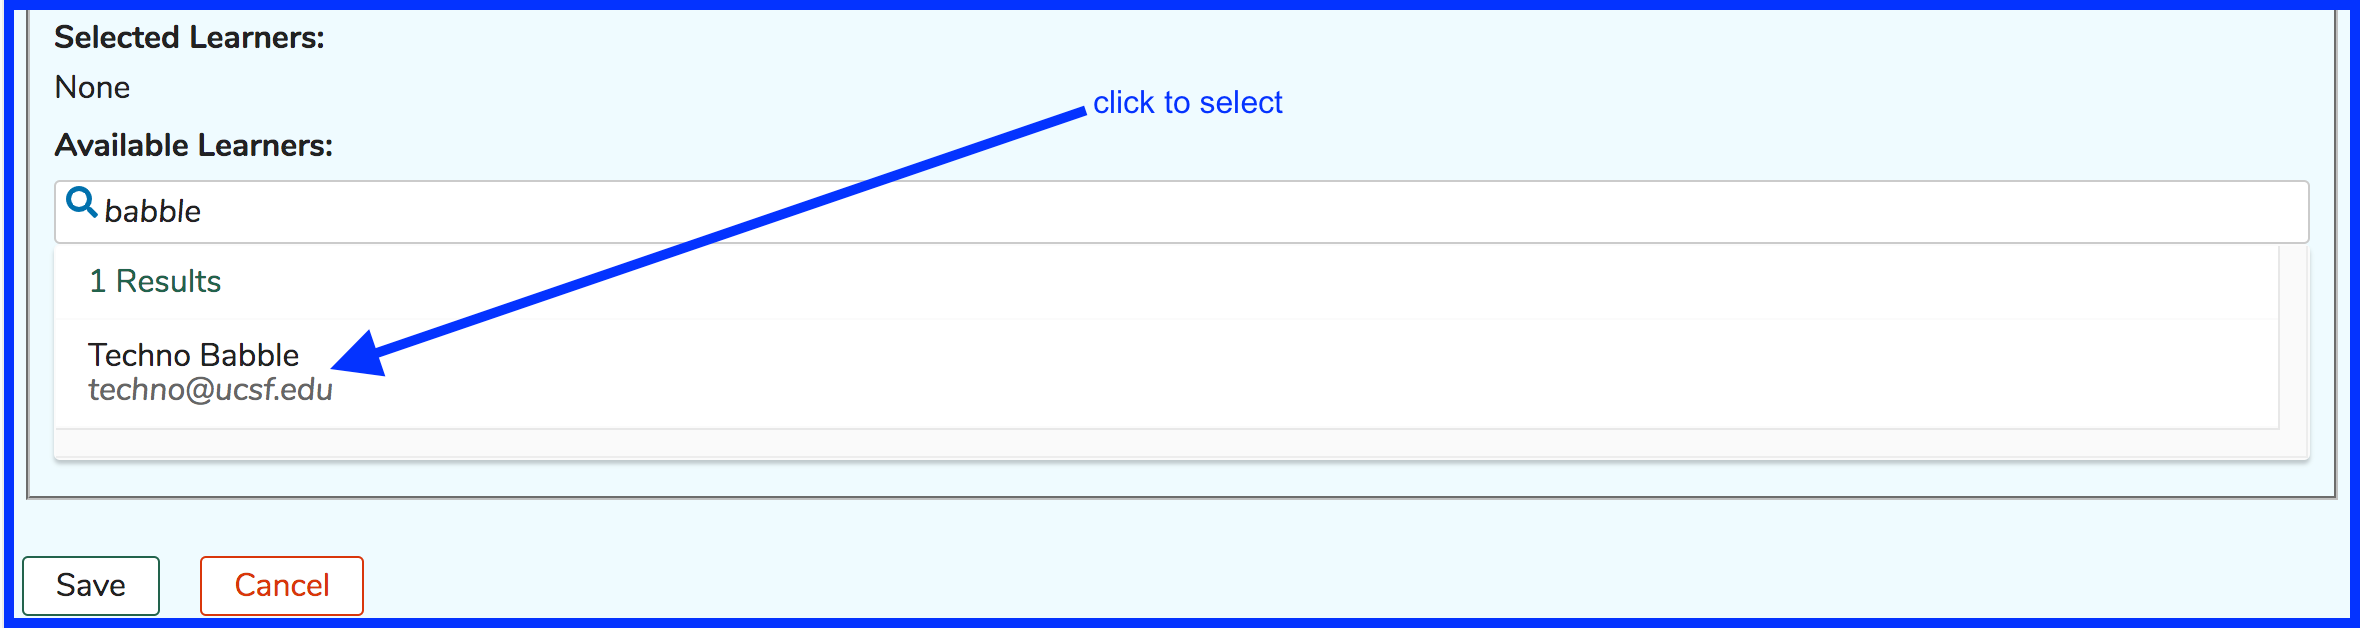 Selected Learners:
None
click to select
Available Learners:
babble
1 Results
Techno Babble
techno@ucsf.edu
Save
Cancel